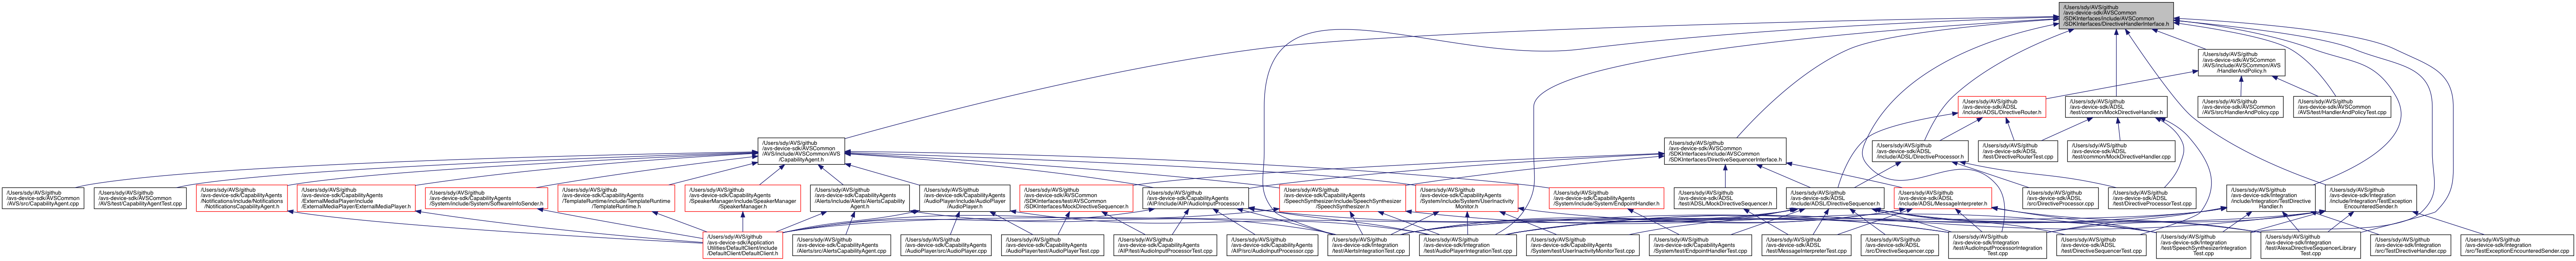 /Users/sdy/AVS/github
/avs-device-sdk/AVSCommon
/SDKInterfaces/include/AVSCommon
/SDKInterfaces/DirectiveHandlerInterface.h
/Users/sdy/AVS/github
/avs-device-sdk/AVSCommon
/AVS/include/AVSCommon/AVS
/HandlerAndPolicy.h
/Users/sdy/AVS/github
/avs-device-sdk/ADSL
/include/ADSL/DirectiveRouter.h
/Users/sdy/AVS/github
/avs-device-sdk/ADSL
/test/common/MockDirectiveHandler.h
/Users/sdy/AVS/github
/avs-device-sdk/AVSCommon
/AVS/src/HandlerAndPolicy.cpp
/Users/sdy/AVS/github
/avs-device-sdk/AVSCommon
/AVS/test/HandlerAndPolicyTest.cpp
/Users/sdy/AVS/github
/avs-device-sdk/AVSCommon
/AVS/include/AVSCommon/AVS
/CapabilityAgent.h
/Users/sdy/AVS/github
/avs-device-sdk/AVSCommon
/SDKInterfaces/include/AVSCommon
/SDKInterfaces/DirectiveSequencerInterface.h
/Users/sdy/AVS/github
/avs-device-sdk/ADSL
/include/ADSL/DirectiveProcessor.h
/Users/sdy/AVS/github
/avs-device-sdk/ADSL
/test/DirectiveRouterTest.cpp
/Users/sdy/AVS/github
/avs-device-sdk/ADSL
/test/common/MockDirectiveHandler.cpp
/Users/sdy/AVS/github
/avs-device-sdk/AVSCommon
/AVS/src/CapabilityAgent.cpp
/Users/sdy/AVS/github
/avs-device-sdk/AVSCommon
/AVS/test/CapabilityAgentTest.cpp
/Users/sdy/AVS/github
/avs-device-sdk/CapabilityAgents
/Notifications/include/Notifications
/NotificationsCapabilityAgent.h
/Users/sdy/AVS/github
/avs-device-sdk/CapabilityAgents
/ExternalMediaPlayer/include
/ExternalMediaPlayer/ExternalMediaPlayer.h
/Users/sdy/AVS/github
/avs-device-sdk/CapabilityAgents
/System/include/System/SoftwareInfoSender.h
/Users/sdy/AVS/github
/avs-device-sdk/CapabilityAgents
/TemplateRuntime/include/TemplateRuntime
/TemplateRuntime.h
/Users/sdy/AVS/github
/avs-device-sdk/CapabilityAgents
/SpeakerManager/include/SpeakerManager
/SpeakerManager.h
/Users/sdy/AVS/github
/avs-device-sdk/CapabilityAgents
/Alerts/include/Alerts/AlertsCapability
Agent.h
/Users/sdy/AVS/github
/avs-device-sdk/CapabilityAgents
/AudioPlayer/include/AudioPlayer
/AudioPlayer.h
/Users/sdy/AVS/github
/avs-device-sdk/AVSCommon
/SDKInterfaces/test/AVSCommon
/SDKInterfaces/MockDirectiveSequencer.h
/Users/sdy/AVS/github
/avs-device-sdk/CapabilityAgents
/AIP/include/AIP/AudioInputProcessor.h
/Users/sdy/AVS/github
/avs-device-sdk/CapabilityAgents
/SpeechSynthesizer/include/SpeechSynthesizer
/SpeechSynthesizer.h
/Users/sdy/AVS/github
/avs-device-sdk/CapabilityAgents
/System/include/System/UserInactivity
Monitor.h
/Users/sdy/AVS/github
/avs-device-sdk/CapabilityAgents
/System/include/System/EndpointHandler.h
/Users/sdy/AVS/github
/avs-device-sdk/ADSL
/test/ADSL/MockDirectiveSequencer.h
/Users/sdy/AVS/github
/avs-device-sdk/ADSL
/include/ADSL/DirectiveSequencer.h
/Users/sdy/AVS/github
/avs-device-sdk/ADSL
/include/ADSL/MessageInterpreter.h
/Users/sdy/AVS/github
/avs-device-sdk/ADSL
/src/DirectiveProcessor.cpp
/Users/sdy/AVS/github
/avs-device-sdk/ADSL
/test/DirectiveProcessorTest.cpp
/Users/sdy/AVS/github
/avs-device-sdk/Integration
/include/Integration/TestDirective
Handler.h
/Users/sdy/AVS/github
/avs-device-sdk/Integration
/include/Integration/TestException
EncounteredSender.h
/Users/sdy/AVS/github
/avs-device-sdk/Application
Utilities/DefaultClient/include
/DefaultClient/DefaultClient.h
/Users/sdy/AVS/github
/avs-device-sdk/CapabilityAgents
/Alerts/src/AlertsCapabilityAgent.cpp
/Users/sdy/AVS/github
/avs-device-sdk/CapabilityAgents
/AudioPlayer/src/AudioPlayer.cpp
/Users/sdy/AVS/github
/avs-device-sdk/CapabilityAgents
/AudioPlayer/test/AudioPlayerTest.cpp
/Users/sdy/AVS/github
/avs-device-sdk/CapabilityAgents
/AIP/test/AudioInputProcessorTest.cpp
/Users/sdy/AVS/github
/avs-device-sdk/CapabilityAgents
/AIP/src/AudioInputProcessor.cpp
/Users/sdy/AVS/github
/avs-device-sdk/Integration
/test/AlertsIntegrationTest.cpp
/Users/sdy/AVS/github
/avs-device-sdk/Integration
/test/AudioPlayerIntegrationTest.cpp
/Users/sdy/AVS/github
/avs-device-sdk/CapabilityAgents
/System/test/UserInactivityMonitorTest.cpp
/Users/sdy/AVS/github
/avs-device-sdk/CapabilityAgents
/System/test/EndpointHandlerTest.cpp
/Users/sdy/AVS/github
/avs-device-sdk/ADSL
/test/MessageInterpreterTest.cpp
/Users/sdy/AVS/github
/avs-device-sdk/ADSL
/src/DirectiveSequencer.cpp
/Users/sdy/AVS/github
/avs-device-sdk/Integration
/test/AudioInputProcessorIntegration
Test.cpp
/Users/sdy/AVS/github
/avs-device-sdk/ADSL
/test/DirectiveSequencerTest.cpp
/Users/sdy/AVS/github
/avs-device-sdk/Integration
/test/SpeechSynthesizerIntegration
Test.cpp
/Users/sdy/AVS/github
/avs-device-sdk/Integration
/test/AlexaDirectiveSequencerLibrary
Test.cpp
/Users/sdy/AVS/github
/avs-device-sdk/Integration
/src/TestDirectiveHandler.cpp
/Users/sdy/AVS/github
/avs-device-sdk/Integration
/src/TestExceptionEncounteredSender.cpp